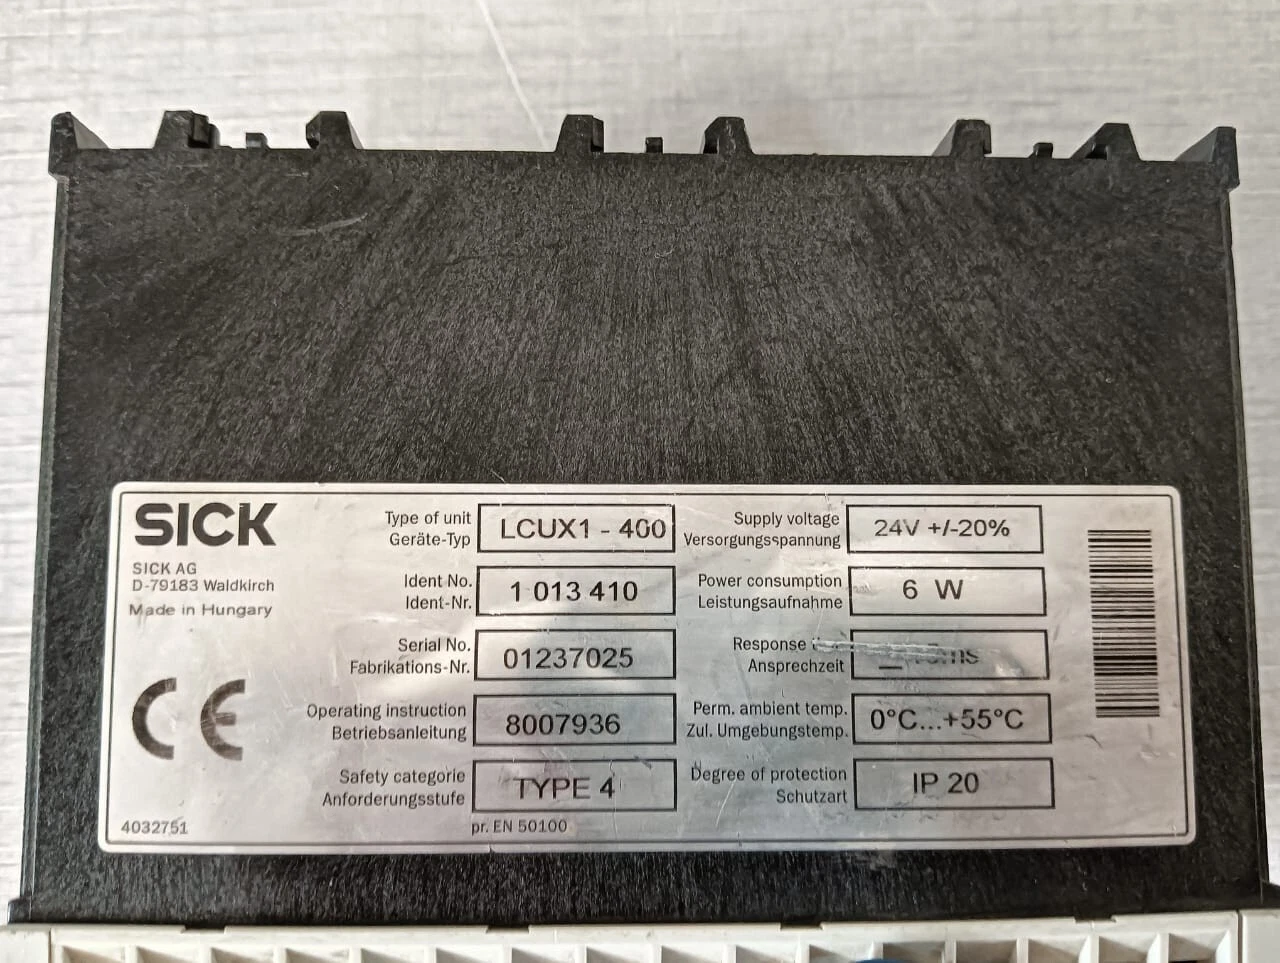 SICK
SICK AG
D-79183 Waldkirch
Made in Hungary
Type of unit
Geräte-Typ
LCUX1 - 400
Ident No.
Ident-Nr.
1 013 410
Serial No.
Fabrikations-Nr.
01237025
Operating instruction
Betriebsanleitung
8007936
Safety categorie
Anforderungsstufe
TYPE 4
Supply voltage
Versorgungsspannung
24V +/-20%
Power consumption
Leistungsaufnahme
6 W
Response
Ansprechzeit
Perm. ambient temp.
Zul. Umgebungstemp.
0°C...+55°C
Degree of protection
Schutzart
IP 20
CE
4032751
pr. EN 50100